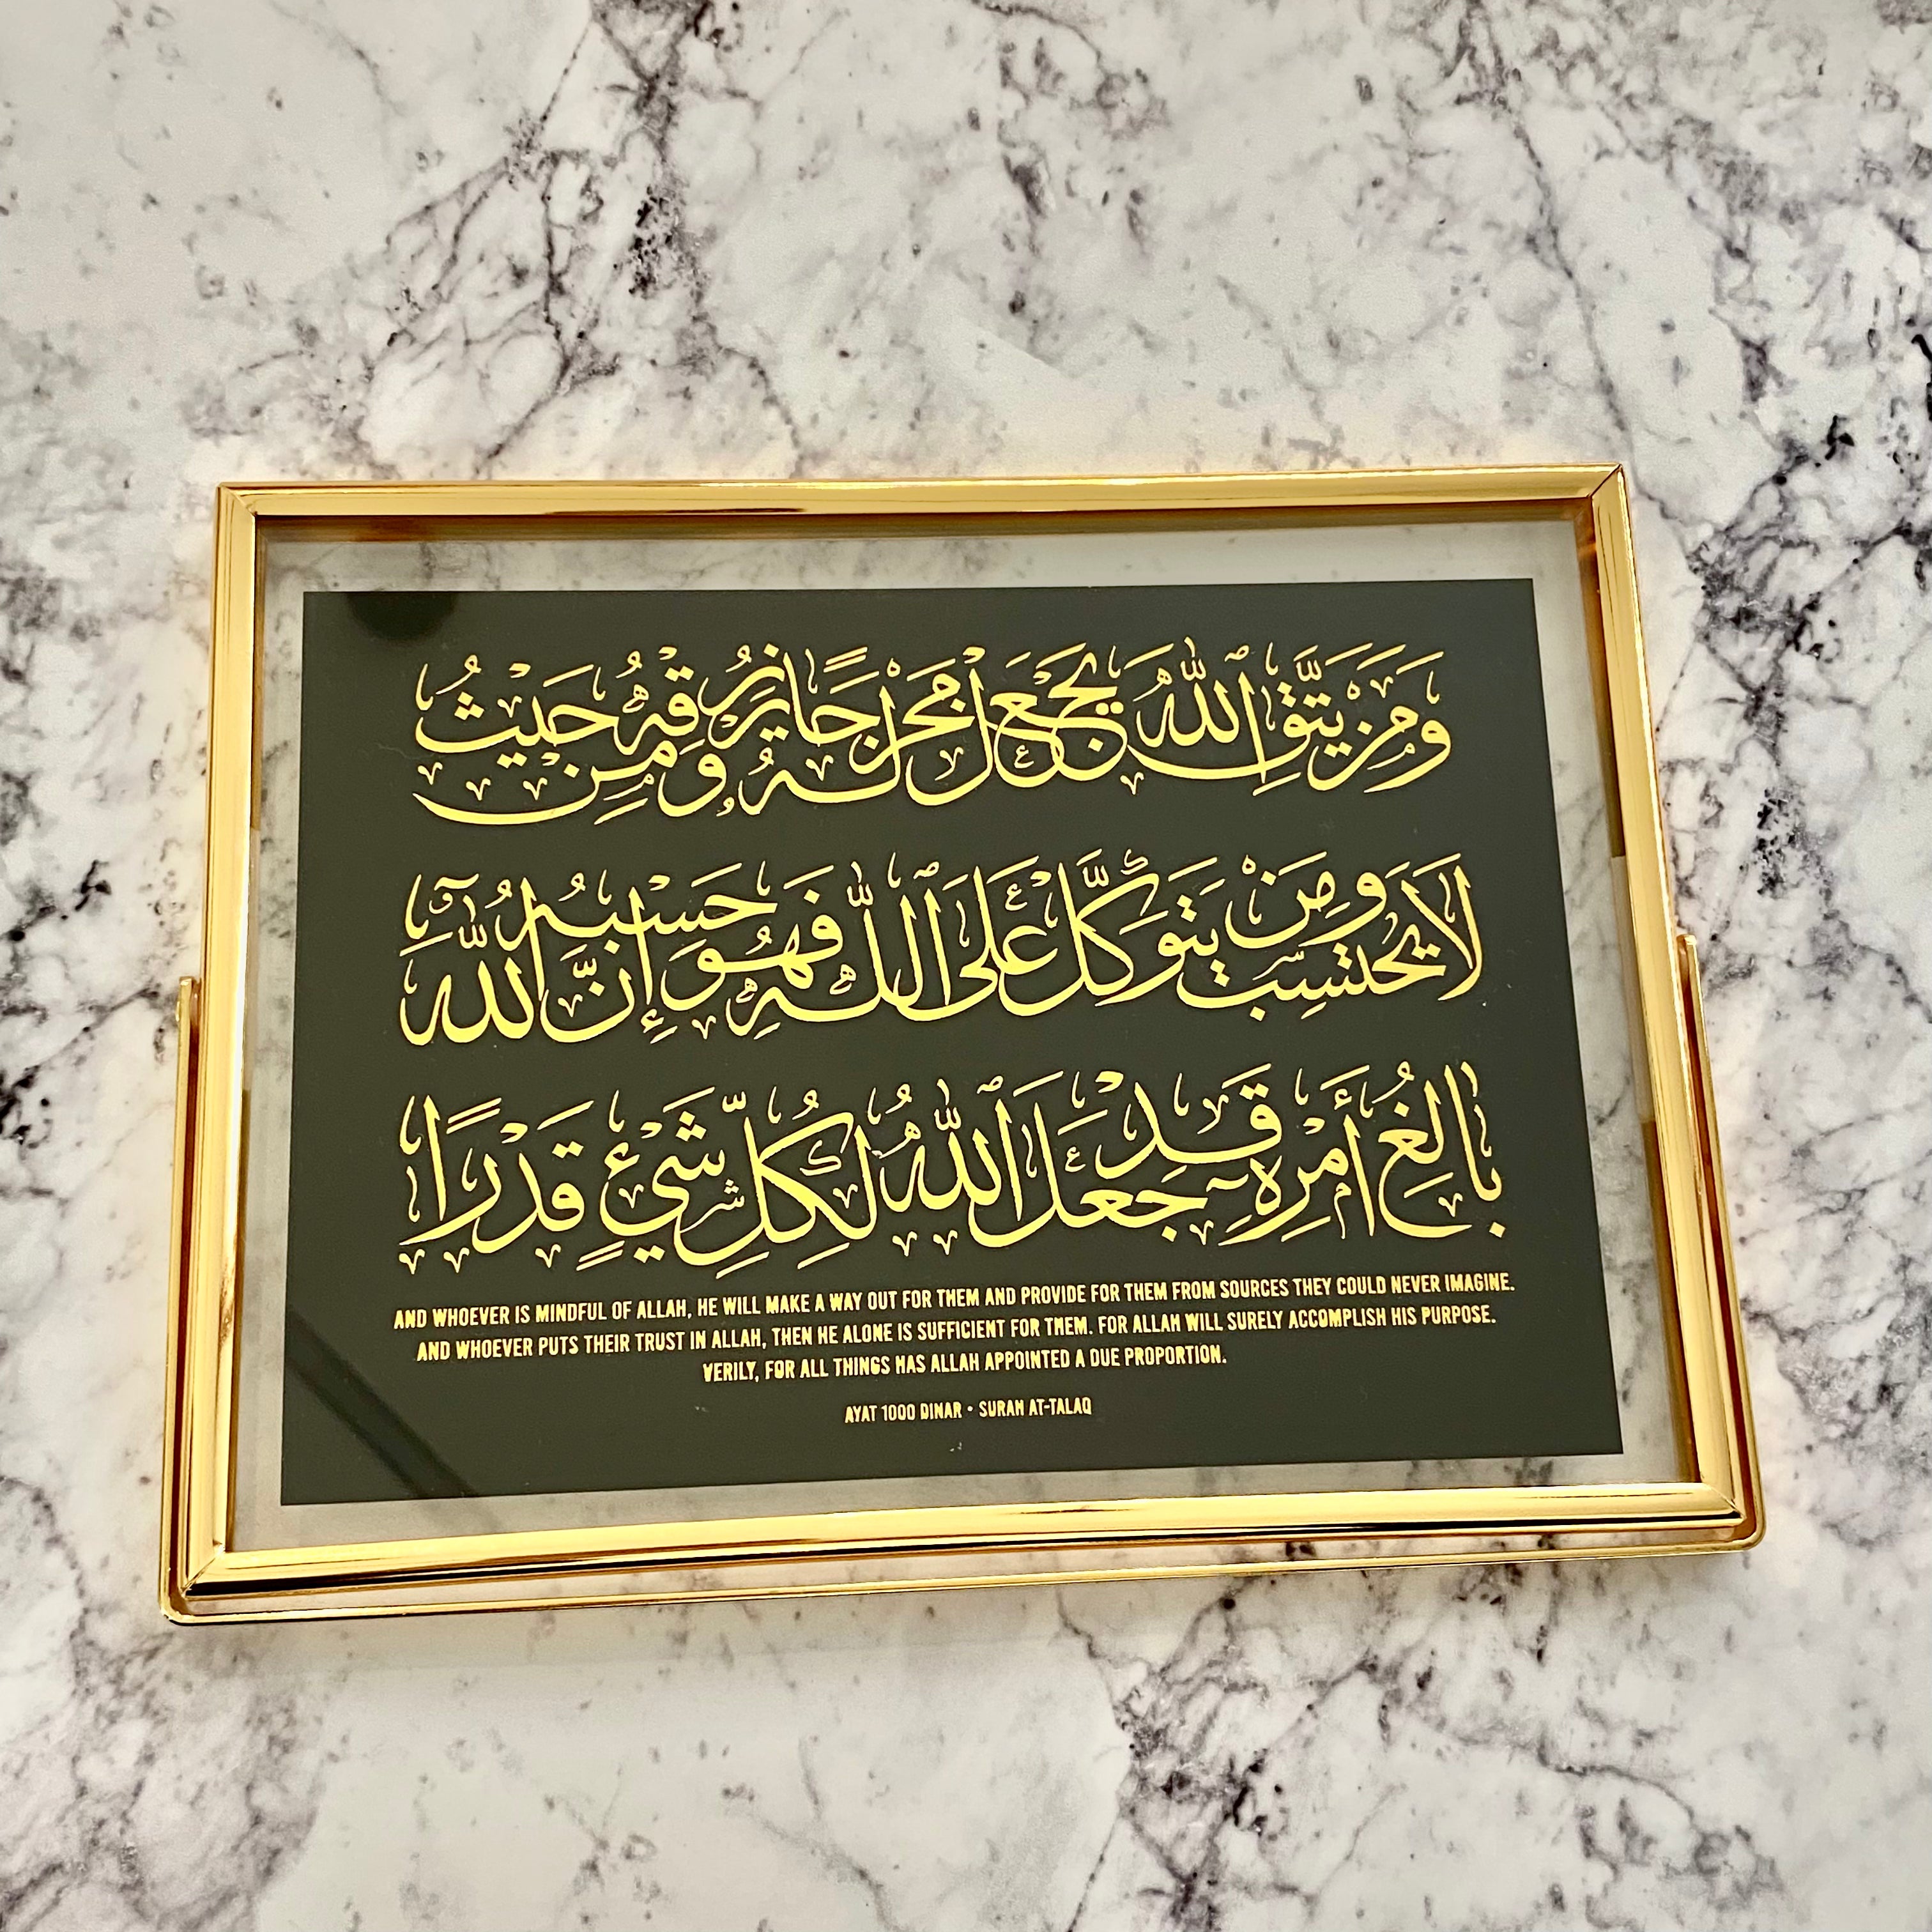 وَمَن يَتَّقِ ٱللَّهَ يَجْعَل لَّهُۥ مَخْرَجًا وَيَرْزُقْهُ مِنْ حَيْثُ
لَا يَحْتَسِبُ وَمَن يَتَوَكَّلْ عَلَى ٱللَّهِ فَهُوَ حَسْبُهُۥٓ إِنَّ ٱللَّهَ
بَالِغُ أَمْرِهِۦ قَدْ جَعَلَ ٱللَّهُ لِكُلِّ شَىْءٍ قَدْرًا
AND WHOEVER IS MINDFUL OF ALLAH, HE WILL MAKE A WAY OUT FOR THEM AND PROVIDE FOR THEM FROM SOURCES THEY COULD NEVER IMAGINE.
AND WHOEVER PUTS THEIR TRUST IN ALLAH, THEN HE ALONE IS SUFFICIENT FOR THEM. FOR ALLAH WILL SURELY ACCOMPLISH HIS PURPOSE.
VERILY, FOR ALL THINGS HAS ALLAH APPOINTED A DUE PROPORTION.
AYAT 1000 DINAR • SURAH AT-TALAQ